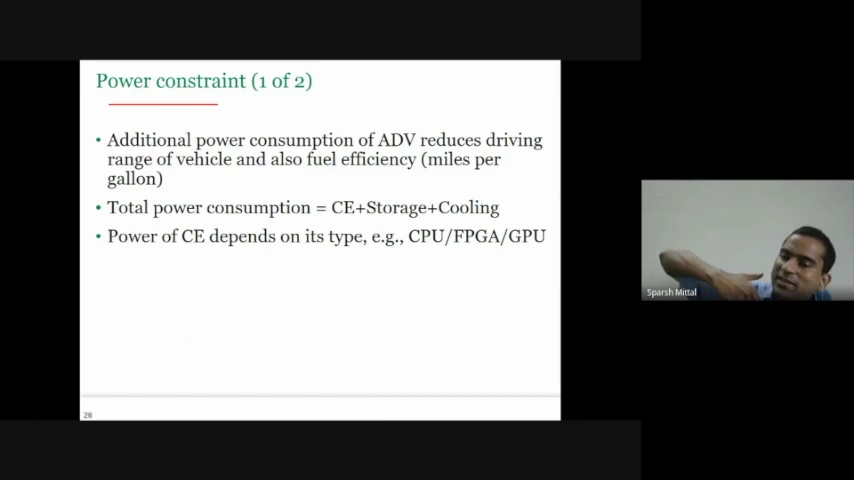 Power constraint (1 of 2)
• Additional power consumption of ADV reduces driving
range of vehicle and also fuel efficiency (miles per
gallon)
• Total power consumption = CE+Storage+Cooling
• Power of CE depends on its type, e.g., CPU/FPGA/GPU
26
Sparsh Mittal